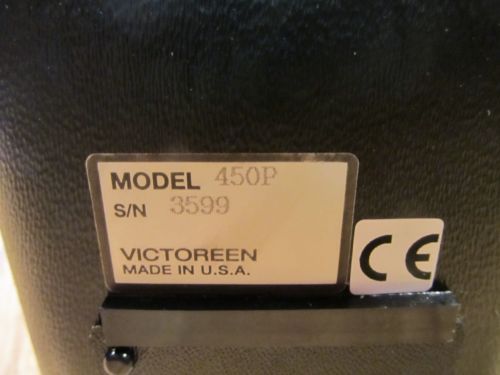 MODEL 450P
S/N 3599
VICTOREEN
MADE IN U.S.A.
CE